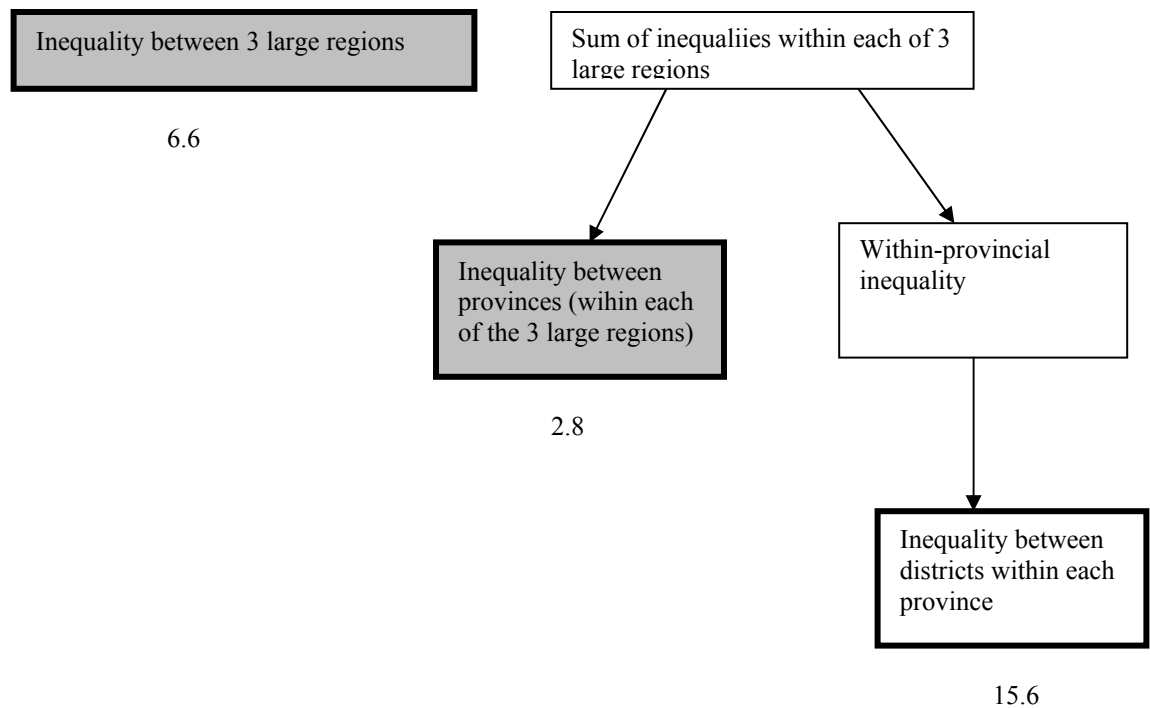 Inequality between 3 large regions
6.6
Sum of inequaliies within each of 3
large regions
Inequality between
provinces (wihin each
of the 3 large regions)
2.8
Within-provincial
inequality
Inequality between
districts within each
province
15.6